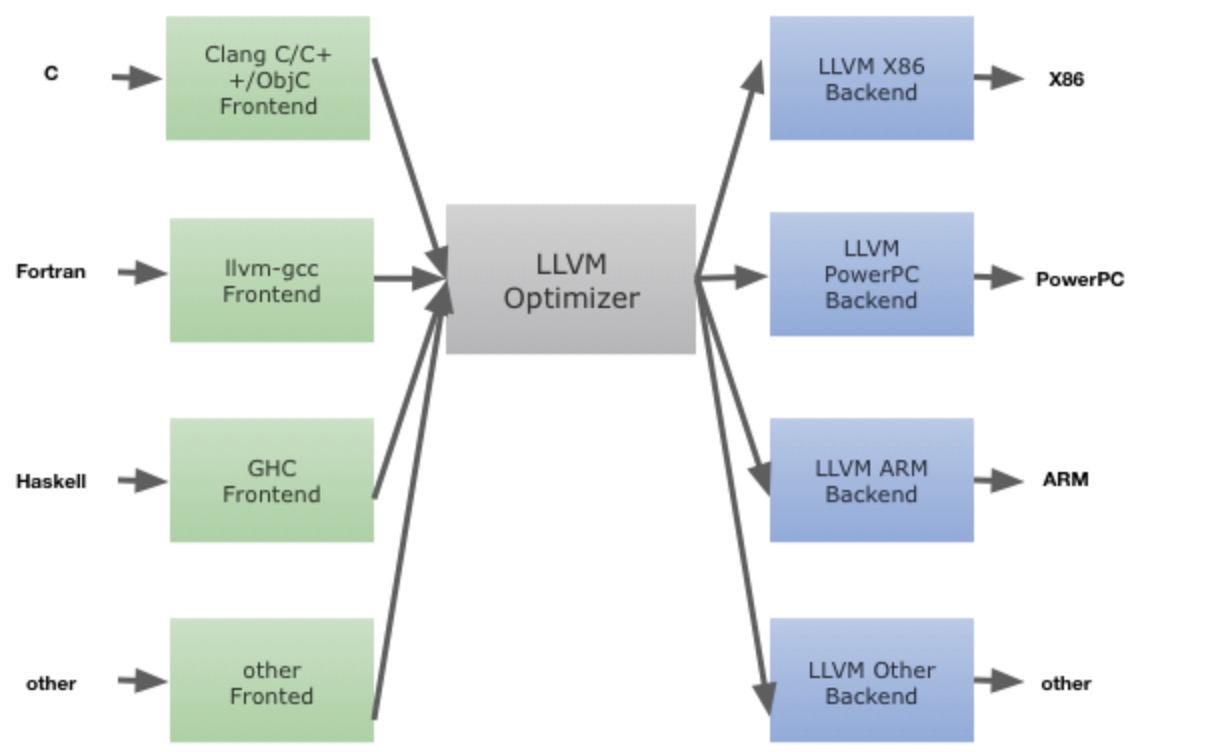 C
Clang C/C+
+/ObjC
Frontend
LLVM X86
Backend
X86
Fortran
llvm-gcc
Frontend
LLVM
Optimizer
LLVM
PowerPC
Backend
PowerPC
Haskell
GHC
Frontend
LLVM ARM
Backend
ARM
other
other
Fronted
LLVM Other
Backend
other